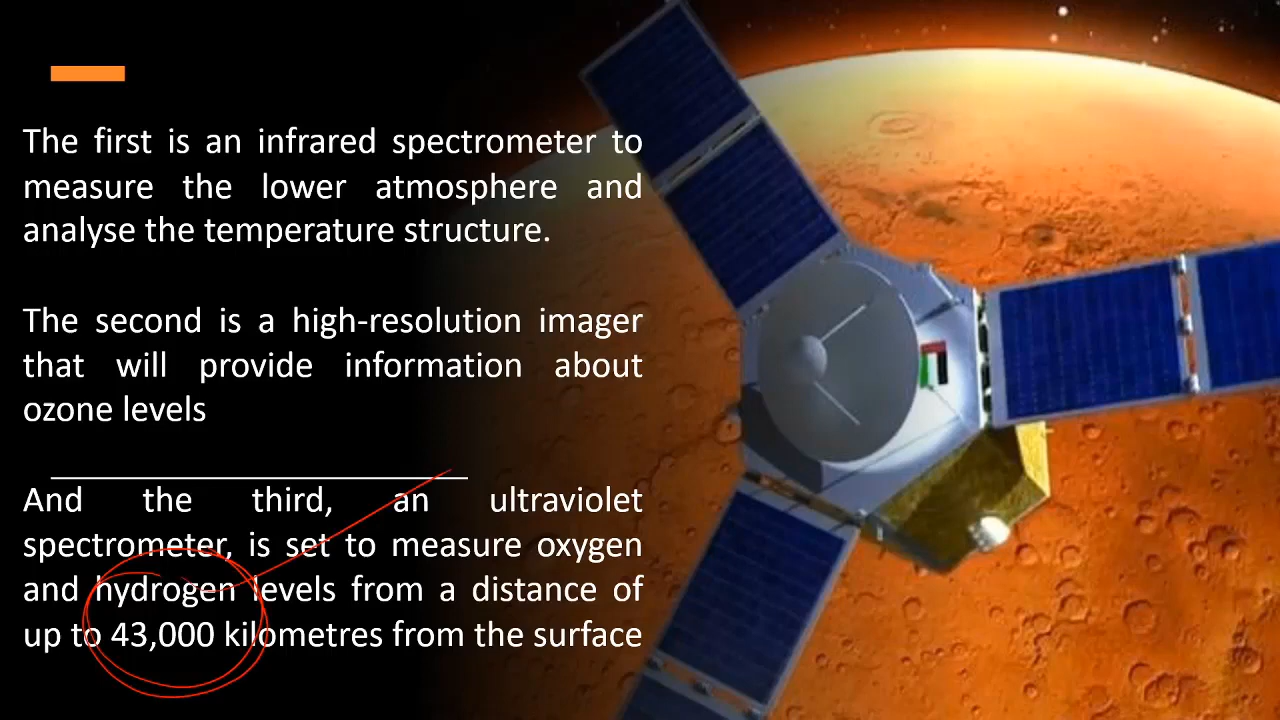 The first is an infrared spectrometer to
measure the lower atmosphere and
analyse the temperature structure.
The second is a high-resolution imager
that will provide information about
ozone levels
And the third, an ultraviolet
spectrometer, is set to measure oxygen
and hydrogen levels from a distance of
up to 43,000 kilometres from the surface